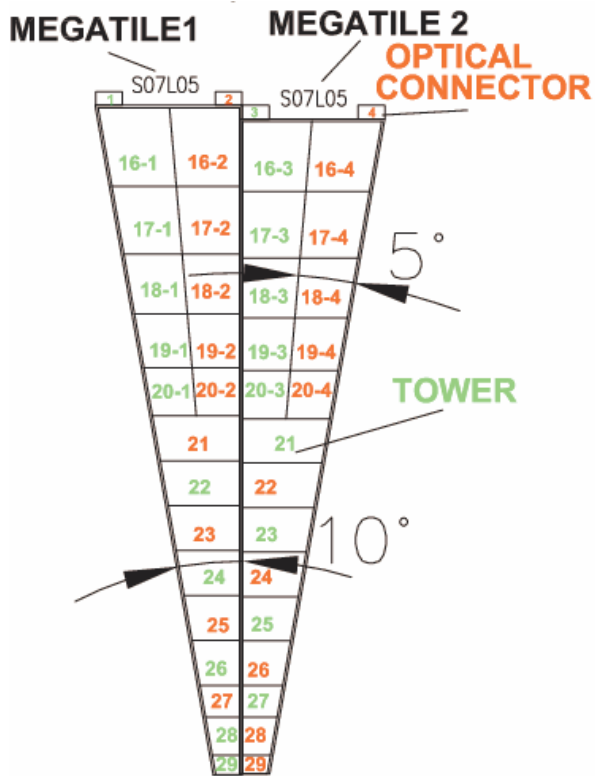 MEGATILE1
MEGATILE 2
OPTICAL
CONNECTOR
S07L05
S07L05
1
2
3
4
16-1 16-2 16-3 16-4
17-1 17-2 17-3 17-4
5°
18-1 18-2 18-3 18-4
19-1 19-2 19-3 19-4
20-1 20-2 20-3 20-4
TOWER
21 21
22 22
23 23
10°
24 24
25 25
26 26
27 27
28 28
29 29